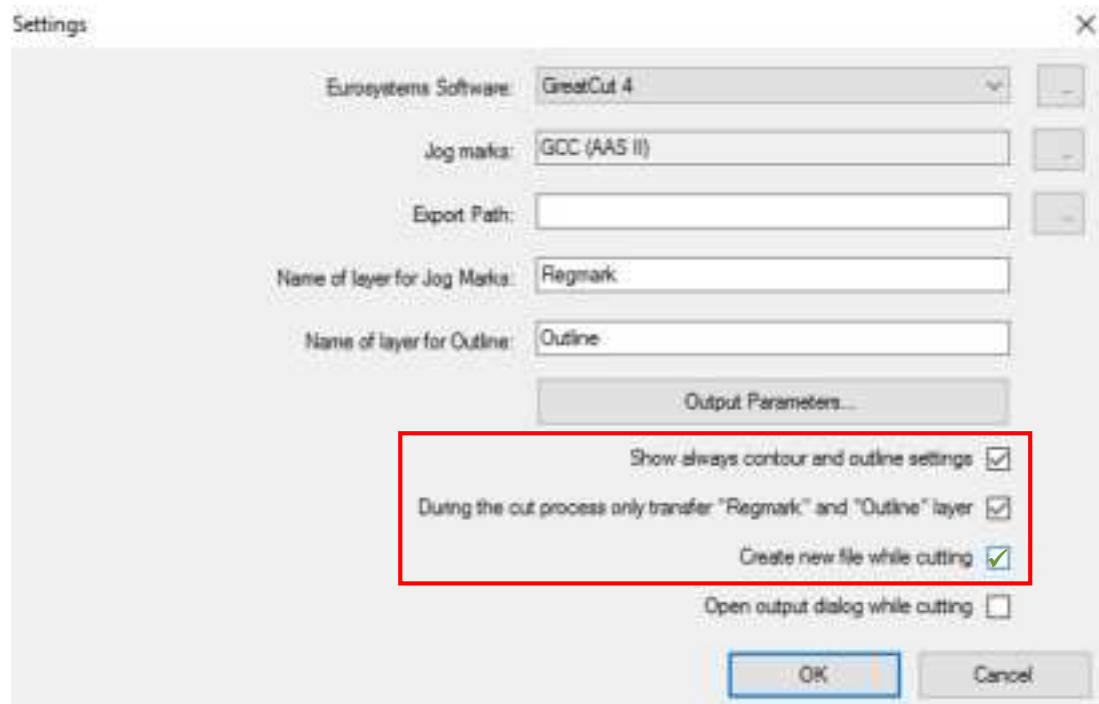 Settings
Eurosystems Software: GreatCut 4 ...
Jog marks: GCC (AAS II) ...
Export Path: ...
Name of layer for Jog Marks: Regmark
Name of layer for Outline: Outline
Output Parameters...
Show always contour and outline settings
During the cut process only transfer "Regmark" and "Outline" layer
Create new file while cutting
Open output dialog while cutting
OK Cancel